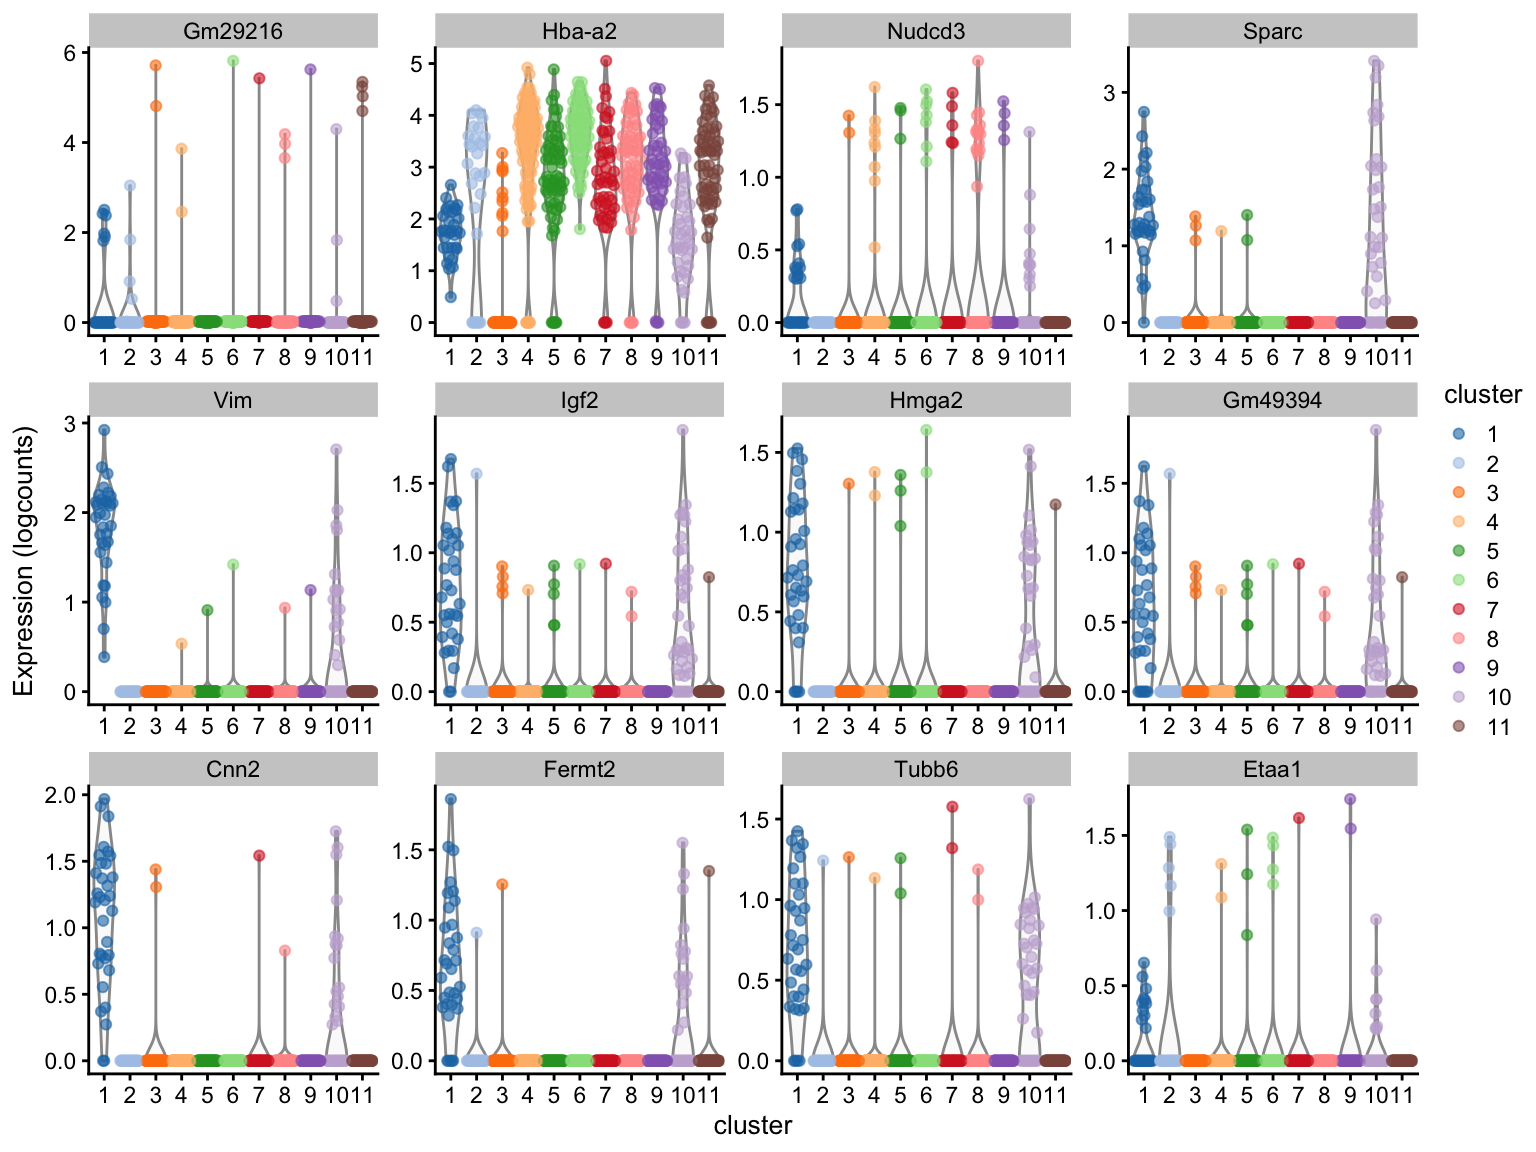 Gm29216 Hba-a2 Nudcd3 Sparc
6 5 1.5 3
4 4 1.0 2
2 3 0.5 1
0 2 0.0 0
1
0
1 2 3 4 5 6 7 8 9 10 11 1 2 3 4 5 6 7 8 9 10 11 1 2 3 4 5 6 7 8 9 10 11 1 2 3 4 5 6 7 8 9 10 11
Vim Igf2 Hmga2 Gm49394
3 1.5 1.5 1.5
2 1.0 1.0 1.0
1 0.5 0.5 0.5
0 0.0 0.0 0.0
1 2 3 4 5 6 7 8 9 10 11 1 2 3 4 5 6 7 8 9 10 11 1 2 3 4 5 6 7 8 9 10 11 1 2 3 4 5 6 7 8 9 10 11
Cnn2 Fermt2 Tubb6 Etaa1
2.0 1.5 1.5 1.5
1.5 1.0 1.0 1.0
1.0 0.5 0.5 0.5
0.5 0.0 0.0 0.0
0.0
1 2 3 4 5 6 7 8 9 10 11 1 2 3 4 5 6 7 8 9 10 11 1 2 3 4 5 6 7 8 9 10 11 1 2 3 4 5 6 7 8 9 10 11
Expression (logcounts)
cluster
cluster
1
2
3
4
5
6
7
8
9
10
11